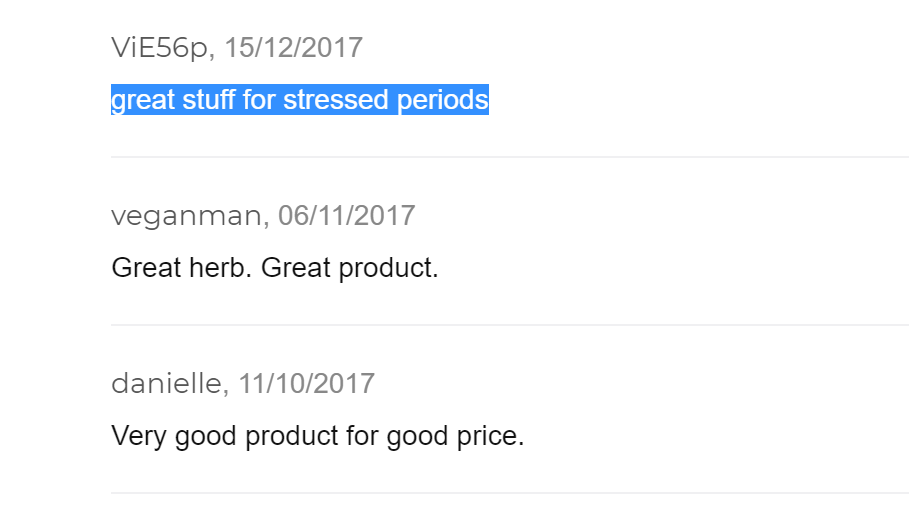 ViE56p, 15/12/2017
great stuff for stressed periods
veganman, 06/11/2017
Great herb. Great product.
danielle, 11/10/2017
Very good product for good price.